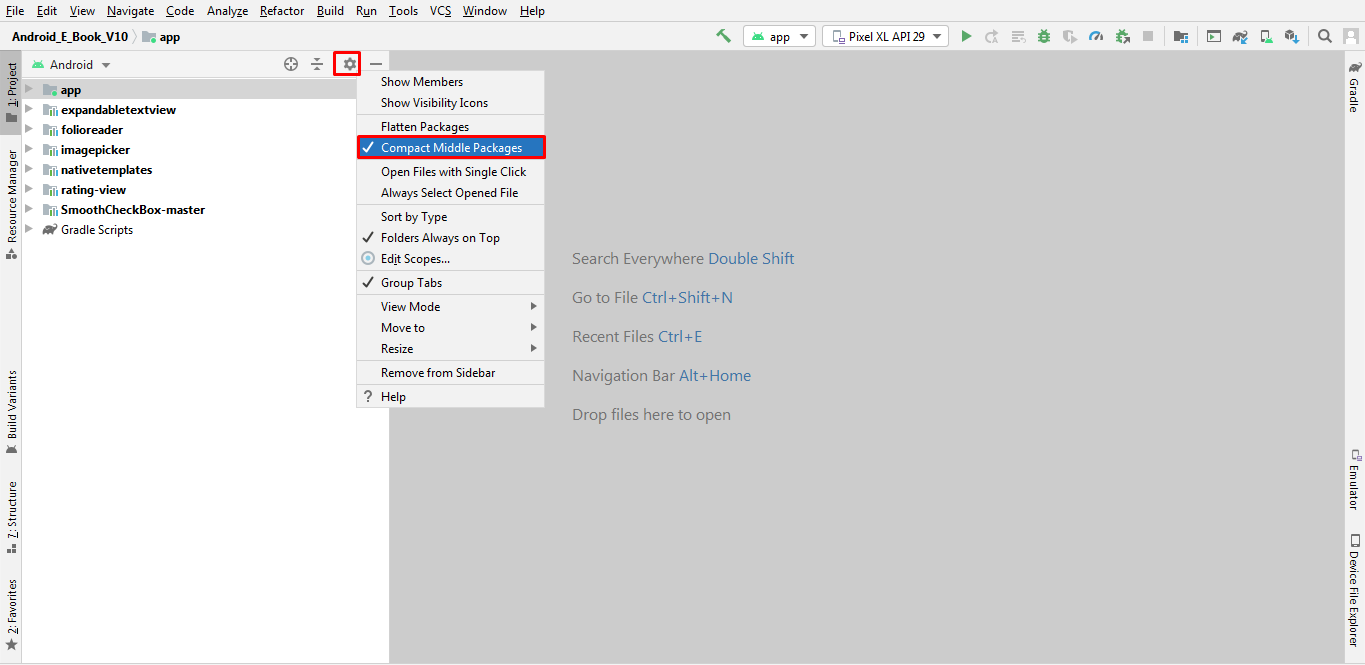 File Edit View Navigate Code Analyze Refactor Build Run Tools VCS Window Help
Android_E_Book_V10 app
app Pixel XL API 29
Android
1: Project
Resource Manager
Build Variants
7: Structure
2: Favorites
app
expandabletextview
folioreader
imagepicker
nativetemplates
rating-view
SmoothCheckBox-master
Gradle Scripts
Show Members
Show Visibility Icons
Flatten Packages
Compact Middle Packages
Open Files with Single Click
Always Select Opened File
Sort by Type
Folders Always on Top
Edit Scopes...
Group Tabs
View Mode
Move to
Resize
Remove from Sidebar
? Help
Search Everywhere Double Shift
Go to File Ctrl+Shift+N
Recent Files Ctrl+E
Navigation Bar Alt+Home
Drop files here to open
Gradle
Emulator
Device File Explorer